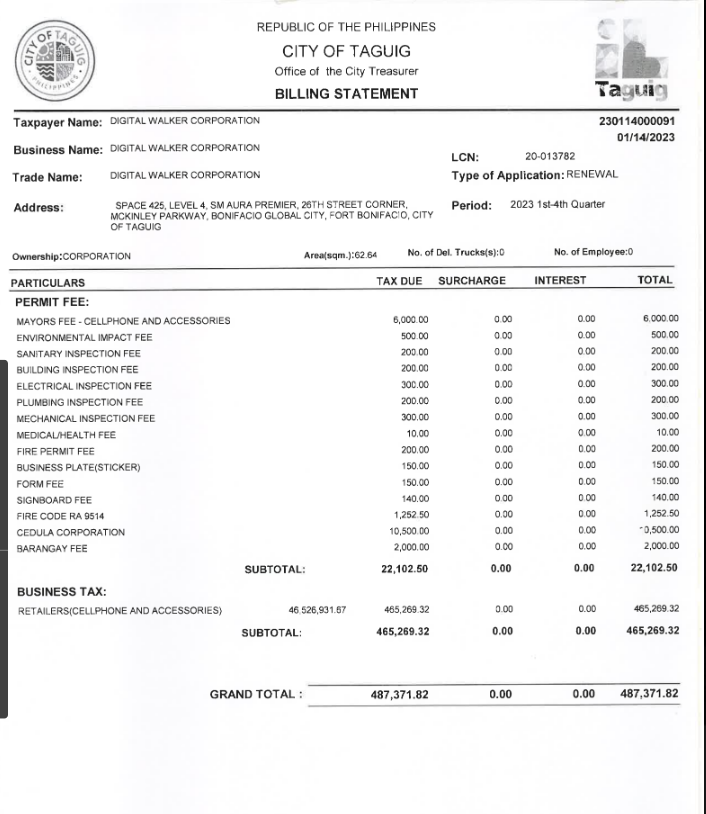 REPUBLIC OF THE PHILIPPINES
CITY OF TAGUIG
Office of the City Treasurer
BILLING STATEMENT
CITY OF TAGUIG
PHILIPPINES
Taguig
Taxpayer Name: DIGITAL WALKER CORPORATION 230114000091
01/14/2023
Business Name: DIGITAL WALKER CORPORATION
LCN: 20-013782
Trade Name: DIGITAL WALKER CORPORATION Type of Application: RENEWAL
Address: SPACE 425, LEVEL 4, SM AURA PREMIER, 26TH STREET CORNER, Period: 2023 1st-4th Quarter
MCKINLEY PARKWAY, BONIFACIO GLOBAL CITY, FORT BONIFACIO, CITY
OF TAGUIG
Ownership:CORPORATION Area(sqm.):62.64 No. of Del. Trucks(s):0 No. of Employee:0
PARTICULARS TAX DUE SURCHARGE INTEREST TOTAL
PERMIT FEE:
MAYORS FEE - CELLPHONE AND ACCESSORIES 6,000.00 0.00 0.00 6,000.00
ENVIRONMENTAL IMPACT FEE 500.00 0.00 0.00 500.00
SANITARY INSPECTION FEE 200.00 0.00 0.00 200.00
BUILDING INSPECTION FEE 200.00 0.00 0.00 200.00
ELECTRICAL INSPECTION FEE 300.00 0.00 0.00 300.00
PLUMBING INSPECTION FEE 200.00 0.00 0.00 200.00
MECHANICAL INSPECTION FEE 300.00 0.00 0.00 300.00
MEDICAL/HEALTH FEE 10.00 0.00 0.00 10.00
FIRE PERMIT FEE 200.00 0.00 0.00 200.00
BUSINESS PLATE(STICKER) 150.00 0.00 0.00 150.00
FORM FEE 150.00 0.00 0.00 150.00
SIGNBOARD FEE 140.00 0.00 0.00 140.00
FIRE CODE RA 9514 1,252.50 0.00 0.00 1,252.50
CEDULA CORPORATION 10,500.00 0.00 0.00 10,500.00
BARANGAY FEE 2,000.00 0.00 0.00 2,000.00
SUBTOTAL: 22,102.50 0.00 0.00 22,102.50
BUSINESS TAX:
RETAILERS(CELLPHONE AND ACCESSORIES) 46,526,931.67 465,269.32 0.00 0.00 465,269.32
SUBTOTAL: 465,269.32 0.00 0.00 465,269.32
GRAND TOTAL : 487,371.82 0.00 0.00 487,371.82